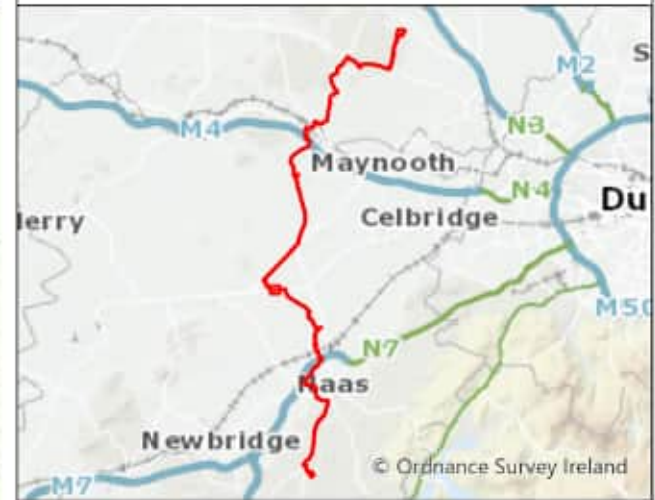 M2
S
N3
M4
Maynooth
N4
Du
lerry
Celbridge
M50
N7
Naas
Newbridge
© Ordnance Survey Ireland
M7